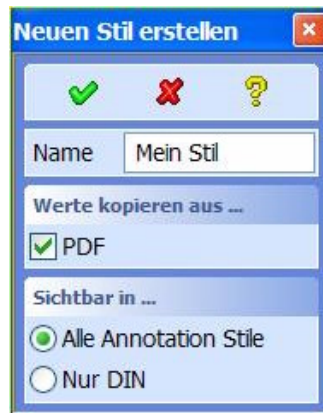 Neuen Stil erstellen
Name Mein Stil
Werte kopieren aus ...
PDF
Sichtbar in ...
Alle Annotation Stile
Nur DIN